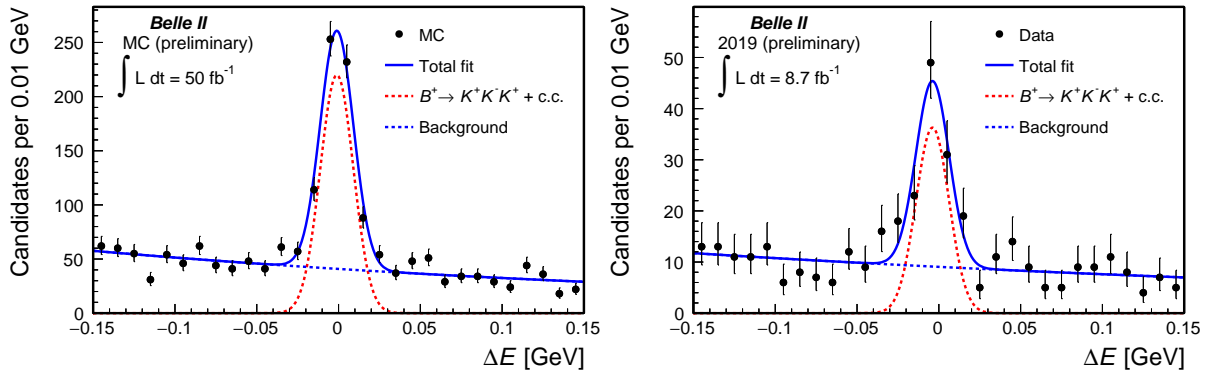 Belle II
MC (preliminary)
∫ L dt = 50 fb⁻¹
MC
Total fit
B⁺→ K⁺K⁻K⁺ + c.c.
Background
Candidates per 0.01 GeV
250
200
150
100
50
0
−0.15 −0.1 −0.05 0 0.05 0.1 0.15
ΔE [GeV]
Belle II
2019 (preliminary)
∫ L dt = 8.7 fb⁻¹
Data
Total fit
B⁺→ K⁺K⁻K⁺ + c.c.
Background
Candidates per 0.01 GeV
50
40
30
20
10
0
−0.15 −0.1 −0.05 0 0.05 0.1 0.15
ΔE [GeV]